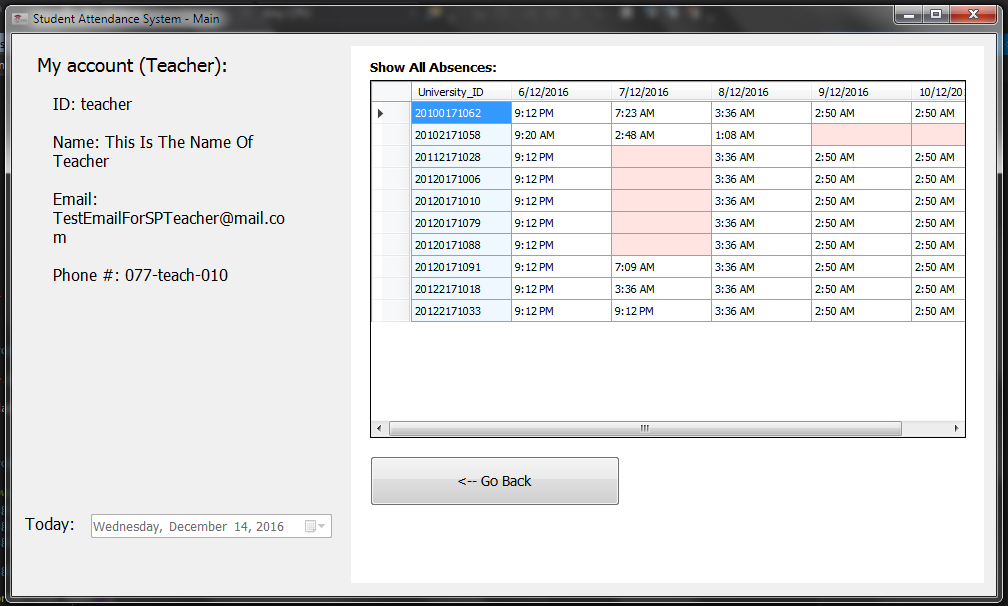 Student Attendance System - Main
My account (Teacher):
ID: teacher
Name: This Is The Name Of
Teacher
Email:
TestEmailForSPTeacher@mail.co
m
Phone #: 077-teach-010
Today:
Wednesday, December 14, 2016
Show All Absences:
University_ID 6/12/2016 7/12/2016 8/12/2016 9/12/2016 10/12/201
20100171062 9:12 PM 7:23 AM 3:36 AM 2:50 AM 2:50 AM
20102171058 9:20 AM 2:48 AM 1:08 AM
20112171028 9:12 PM 3:36 AM 2:50 AM 2:50 AM
20120171006 9:12 PM 3:36 AM 2:50 AM 2:50 AM
20120171010 9:12 PM 3:36 AM 2:50 AM 2:50 AM
20120171079 9:12 PM 3:36 AM 2:50 AM 2:50 AM
20120171088 9:12 PM 3:36 AM 2:50 AM 2:50 AM
20120171091 9:12 PM 7:09 AM 3:36 AM 2:50 AM 2:50 AM
20122171018 9:12 PM 3:36 AM 3:36 AM 2:50 AM 2:50 AM
20122171033 9:12 PM 9:12 PM 3:36 AM 2:50 AM 2:50 AM
<-- Go Back